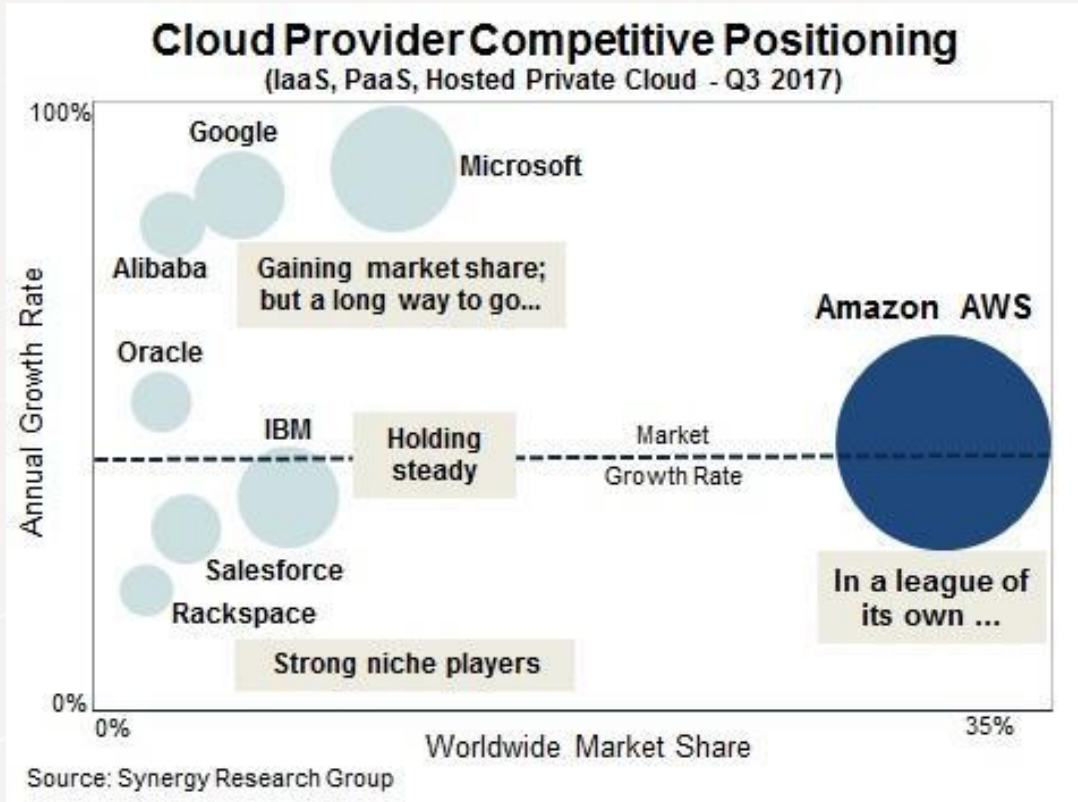 Cloud Provider Competitive Positioning
(IaaS, PaaS, Hosted Private Cloud - Q3 2017)
100%
Google
Microsoft
Alibaba
Gaining market share;
but a long way to go...
Amazon AWS
Oracle
IBM
Holding
steady
Market
Growth Rate
Annual Growth Rate
Salesforce
Rackspace
In a league of
its own ...
Strong niche players
0%
0%
35%
Worldwide Market Share
Source: Synergy Research Group